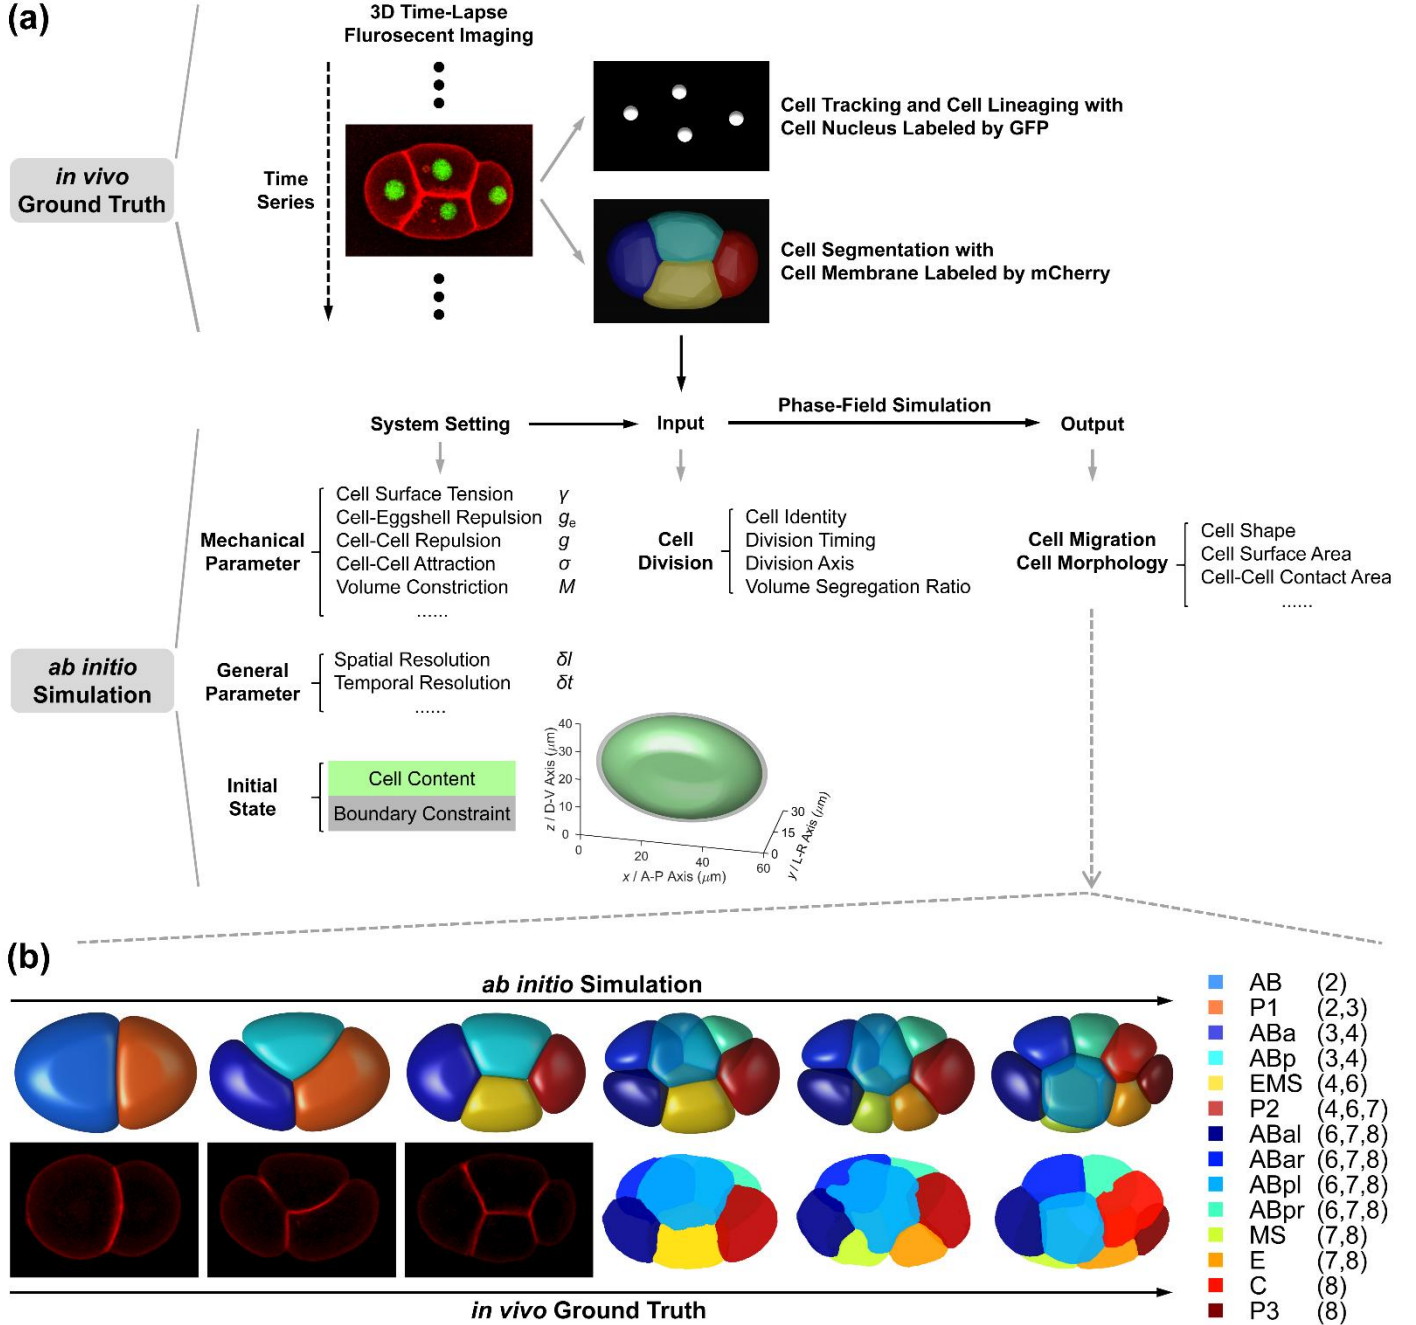 (a)
3D Time-Lapse
Flurosecent Imaging
in vivo
Ground Truth
Time
Series
Cell Tracking and Cell Lineaging with
Cell Nucleus Labeled by GFP
Cell Segmentation with
Cell Membrane Labeled by mCherry
System Setting
Input
Phase-Field Simulation
Output
ab initio
Simulation
Mechanical
Parameter
Cell Surface Tension γ
Cell-Eggshell Repulsion gₑ
Cell-Cell Repulsion g
Cell-Cell Attraction σ
Volume Constriction M
......
General
Parameter
Spatial Resolution δl
Temporal Resolution δt
......
Initial
State
Cell Content
Boundary Constraint
Cell
Division
Cell Identity
Division Timing
Division Axis
Volume Segregation Ratio
Cell Migration
Cell Morphology
Cell Shape
Cell Surface Area
Cell-Cell Contact Area
......
z / D-V Axis (μm)
40
30
20
10
0
0
20
40
60
x / A-P Axis (μm)
0
15
30
y / L-R Axis (μm)
(b)
ab initio Simulation
in vivo Ground Truth
AB (2)
P1 (2,3)
ABa (3,4)
ABp (3,4)
EMS (4,6)
P2 (4,6,7)
ABal (6,7,8)
ABar (6,7,8)
ABpl (6,7,8)
ABpr (6,7,8)
MS (7,8)
E (7,8)
C (8)
P3 (8)